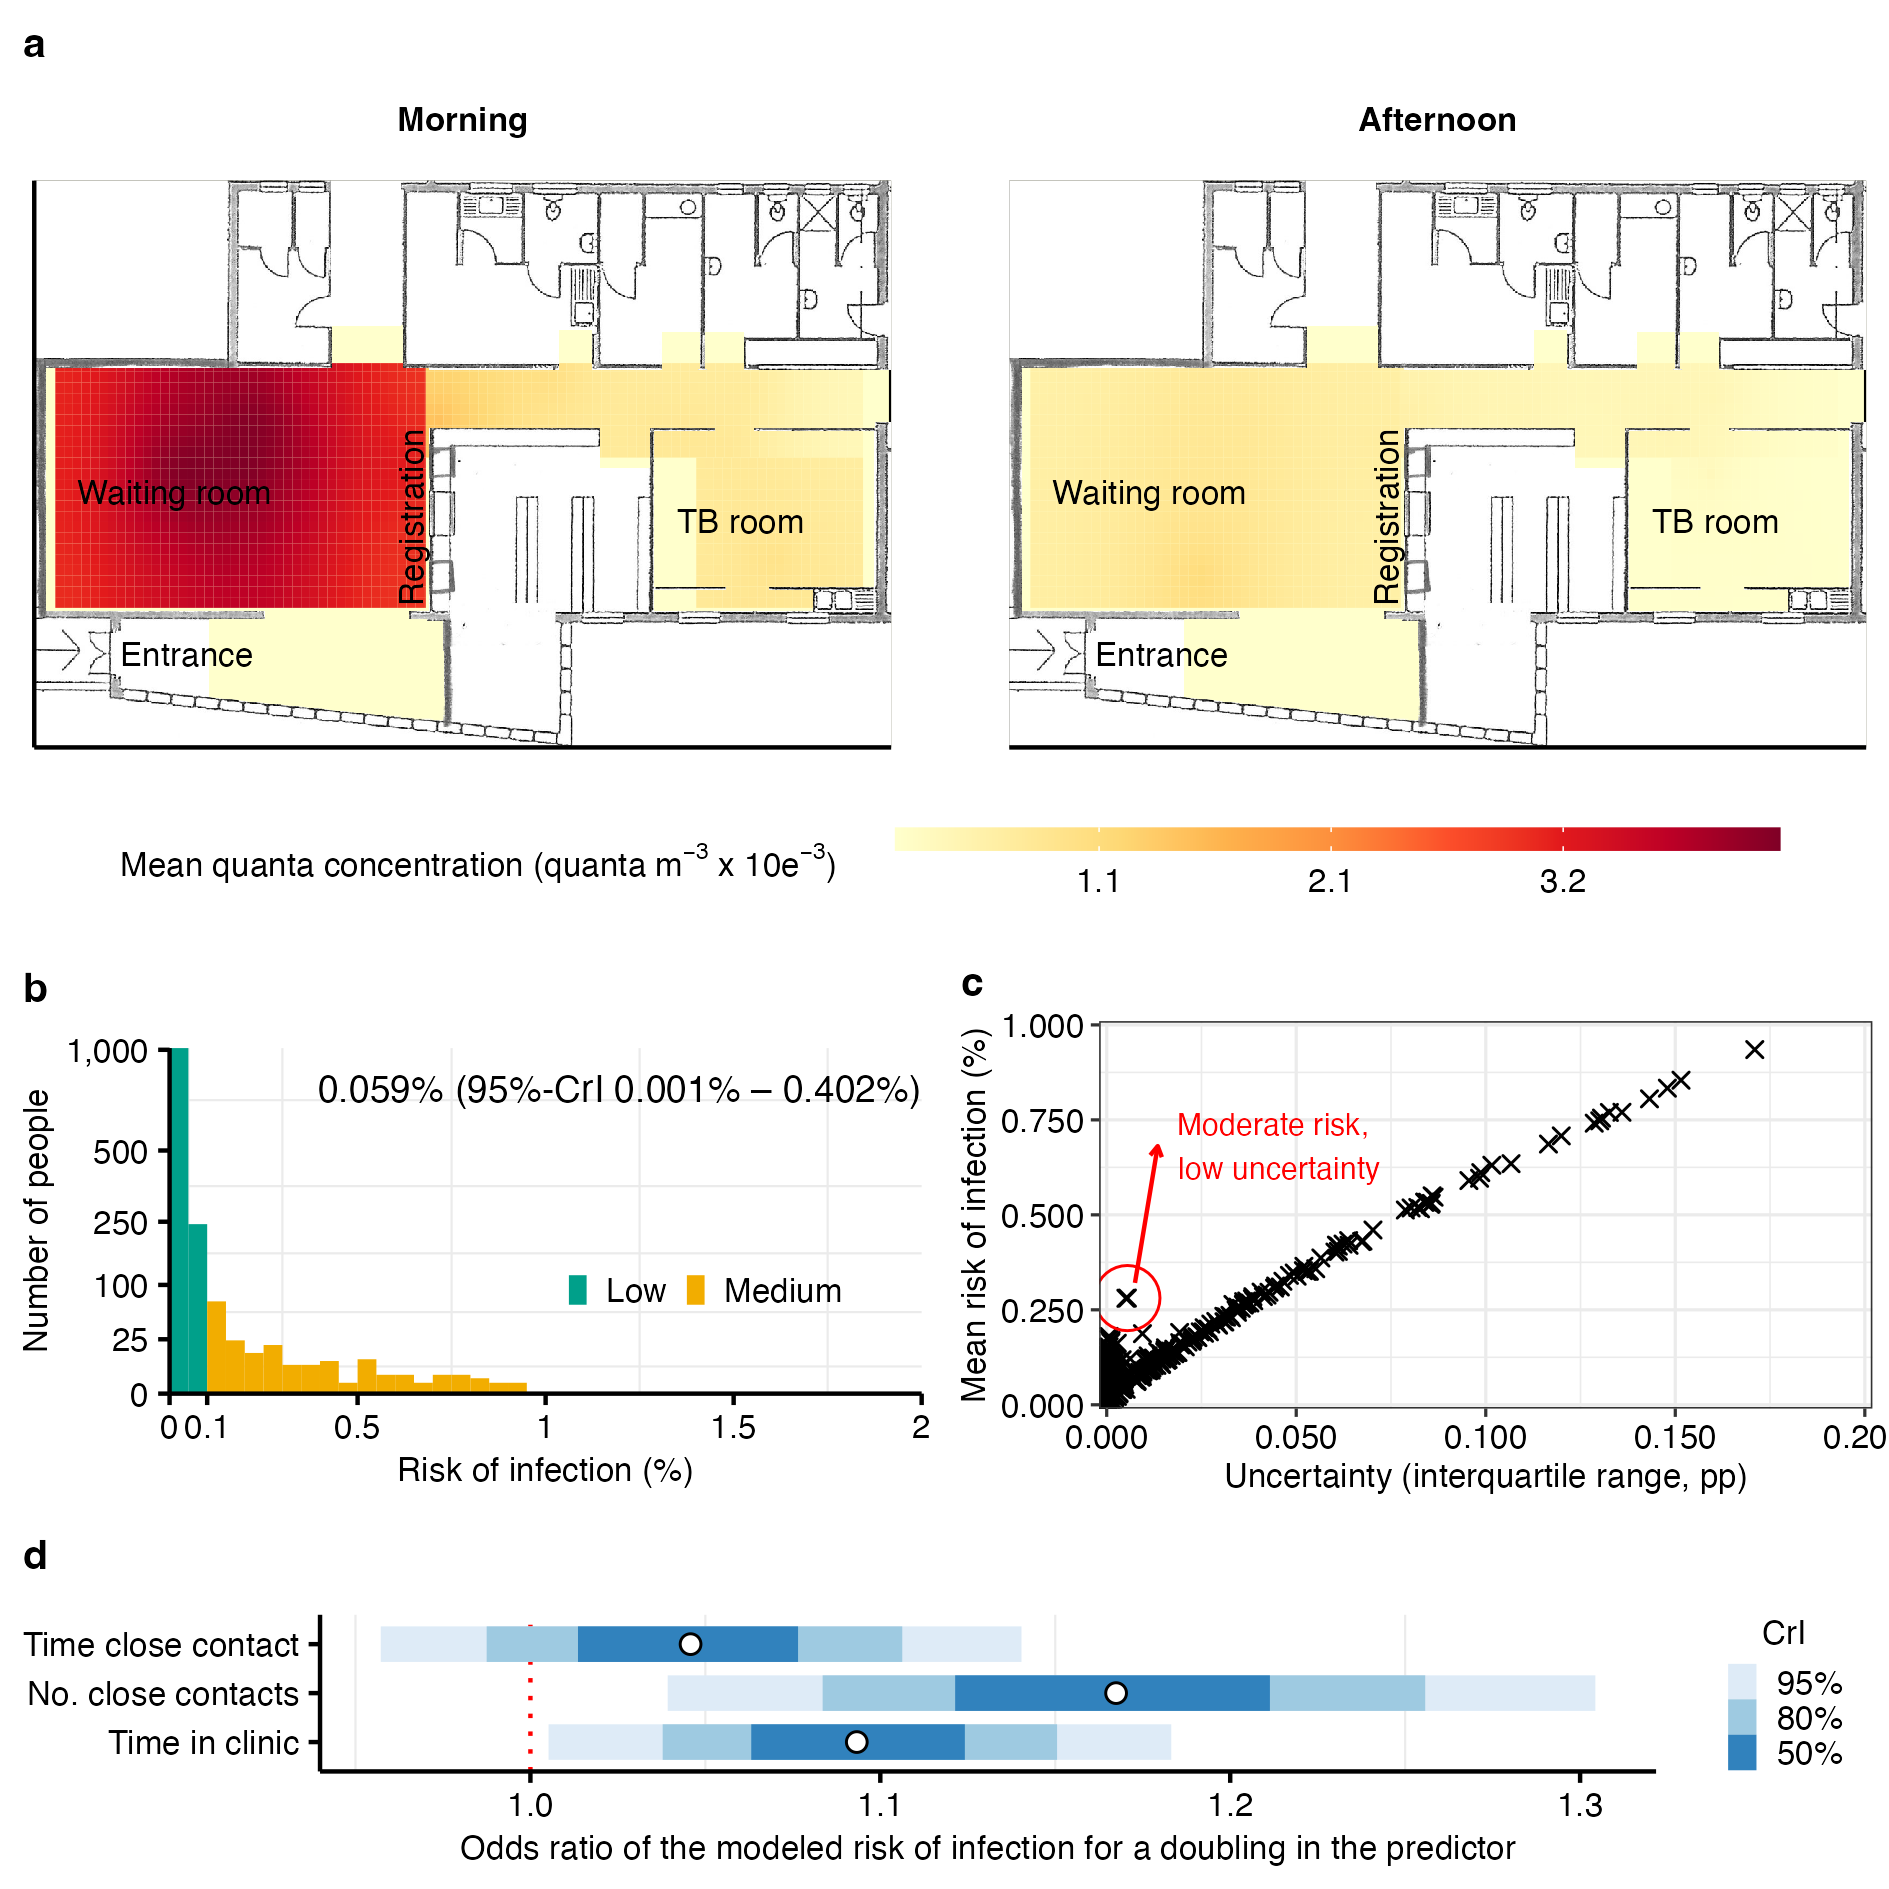 a
Morning
Afternoon
Waiting room
Registration
TB room
Entrance
Waiting room
Registration
TB room
Entrance
Mean quanta concentration (quanta m⁻³ x 10e⁻³)
1.1
2.1
3.2
b
Number of people
1,000
500
250
100
25
0
0.059% (95%-CrI 0.001% – 0.402%)
Low
Medium
0
0.1
0.5
1
1.5
2
Risk of infection (%)
c
Mean risk of infection (%)
1.000
0.750
0.500
0.250
0.000
Moderate risk,
low uncertainty
0.000
0.050
0.100
0.150
0.20
Uncertainty (interquartile range, pp)
d
Time close contact
No. close contacts
Time in clinic
1.0
1.1
1.2
1.3
Odds ratio of the modeled risk of infection for a doubling in the predictor
CrI
95%
80%
50%